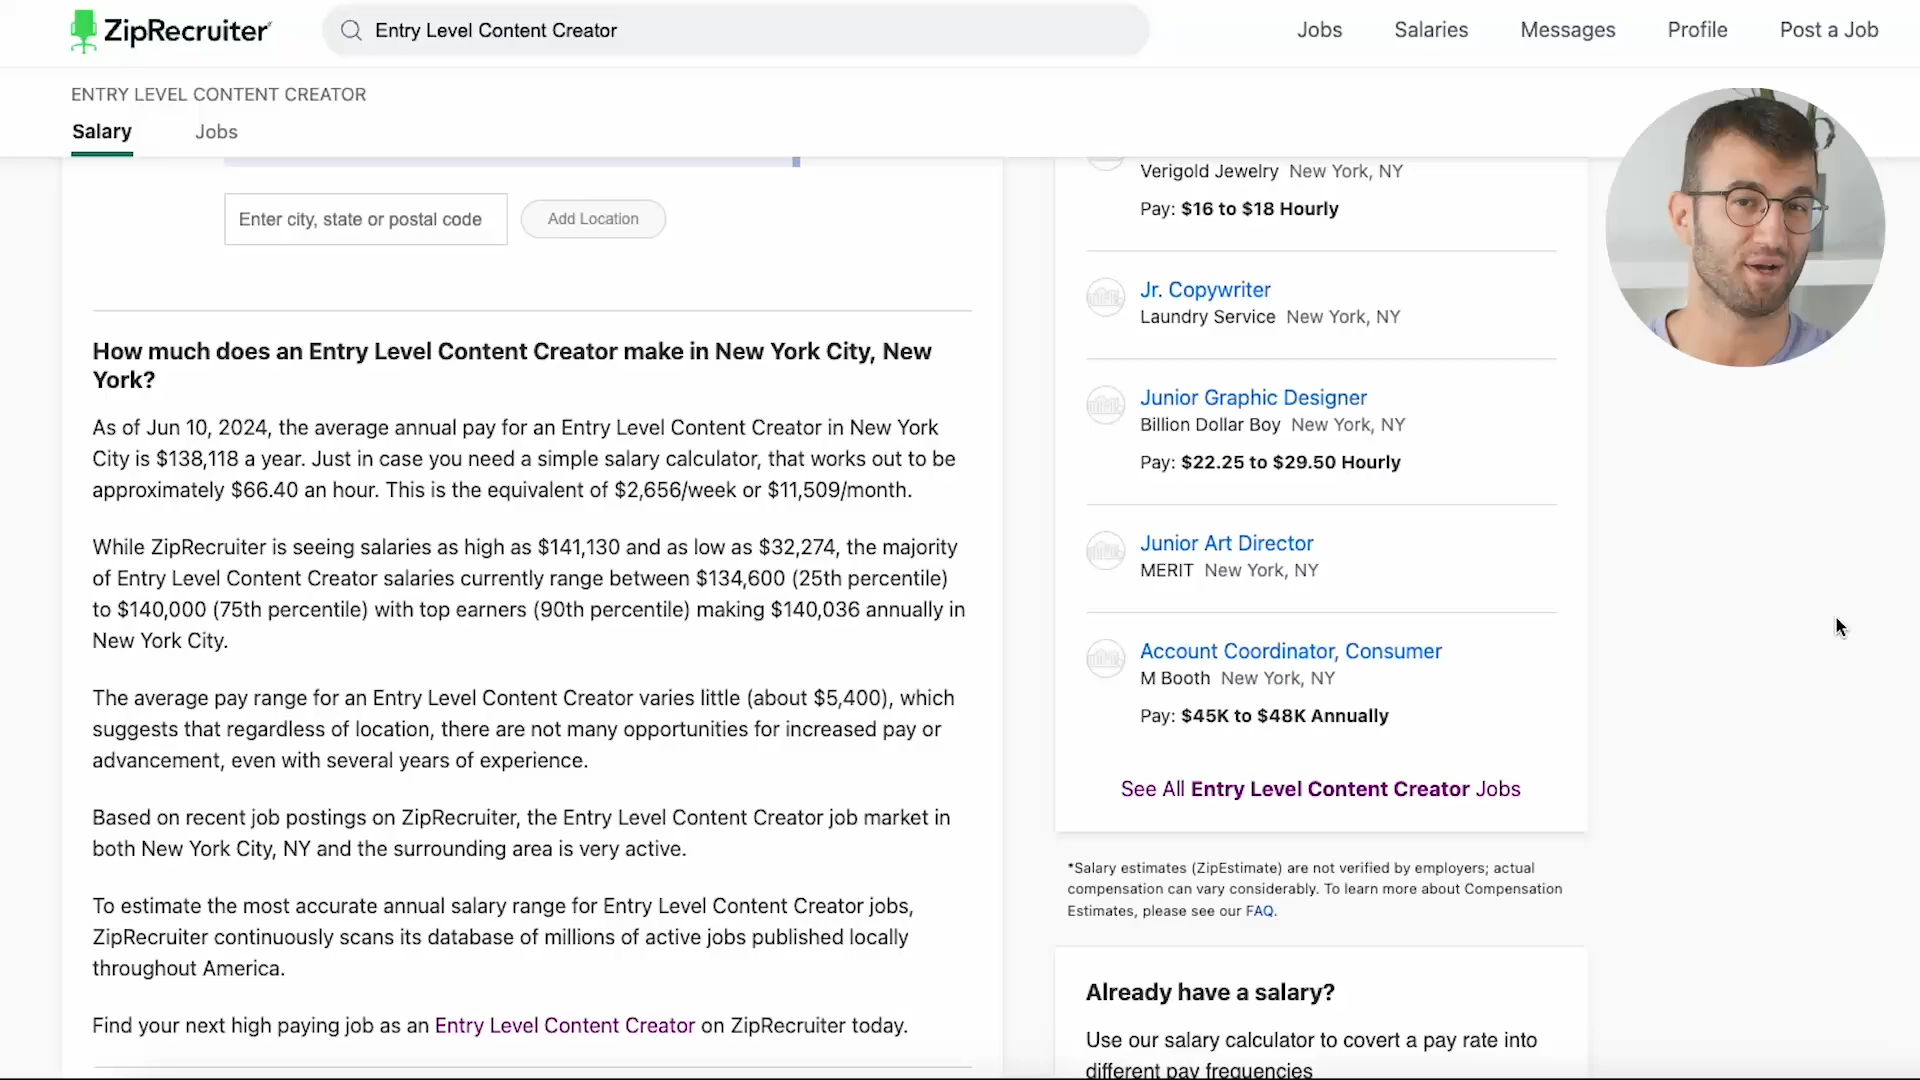 ZipRecruiter
Entry Level Content Creator
Jobs
Salaries
Messages
Profile
Post a Job
ENTRY LEVEL CONTENT CREATOR
Salary
Jobs
Enter city, state or postal code
Add Location
How much does an Entry Level Content Creator make in New York City, New
York?
As of Jun 10, 2024, the average annual pay for an Entry Level Content Creator in New York
City is $138,118 a year. Just in case you need a simple salary calculator, that works out to be
approximately $66.40 an hour. This is the equivalent of $2,656/week or $11,509/month.
While ZipRecruiter is seeing salaries as high as $141,130 and as low as $32,274, the majority
of Entry Level Content Creator salaries currently range between $134,600 (25th percentile)
to $140,000 (75th percentile) with top earners (90th percentile) making $140,036 annually in
New York City.
The average pay range for an Entry Level Content Creator varies little (about $5,400), which
suggests that regardless of location, there are not many opportunities for increased pay or
advancement, even with several years of experience.
Based on recent job postings on ZipRecruiter, the Entry Level Content Creator job market in
both New York City, NY and the surrounding area is very active.
To estimate the most accurate annual salary range for Entry Level Content Creator jobs,
ZipRecruiter continuously scans its database of millions of active jobs published locally
throughout America.
Find your next high paying job as an Entry Level Content Creator on ZipRecruiter today.
Verigold Jewelry New York, NY
Pay: $16 to $18 Hourly
Jr. Copywriter
Laundry Service New York, NY
Junior Graphic Designer
Billion Dollar Boy New York, NY
Pay: $22.25 to $29.50 Hourly
Junior Art Director
MERIT New York, NY
Account Coordinator, Consumer
M Booth New York, NY
Pay: $45K to $48K Annually
See All Entry Level Content Creator Jobs
*Salary estimates (ZipEstimate) are not verified by employers; actual
compensation can vary considerably. To learn more about Compensation
Estimates, please see our FAQ.
Already have a salary?
Use our salary calculator to covert a pay rate into
different pay frequencies